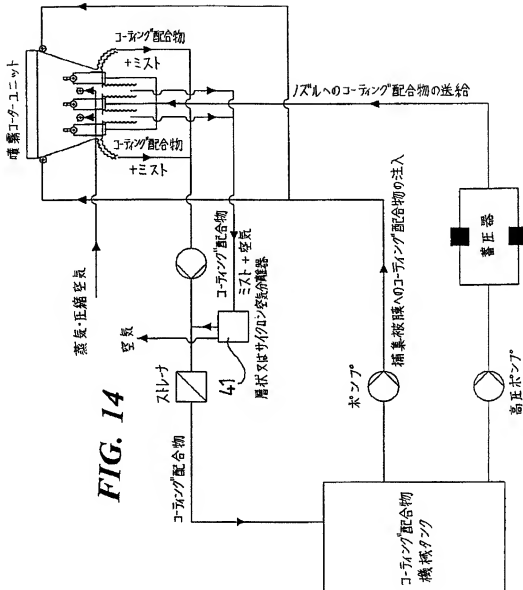 噴霧コーターユニット
コーティング配合物
+ミスト
コーティング配合物
+ミスト
ノズルへのコーティング配合物の送給
蒸気・圧縮空気
コーティング配合物
ミスト+空気
空気
41
層状又はサイクロン空気分離器
ストレーナ
FIG. 14
コーティング配合物
捕集被膜へのコーティング配合物の注入
ポンプ
蓄圧器
高圧ポンプ
コーティング配合物
機械タンク